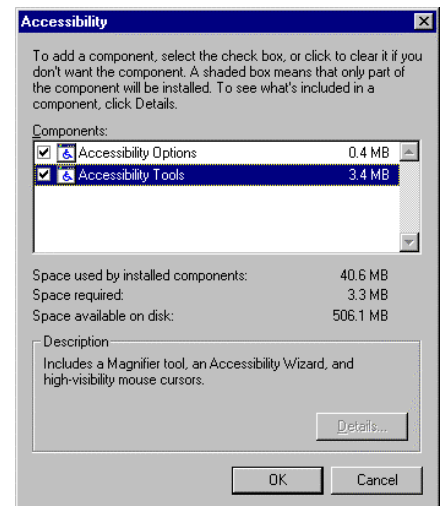 Accessibility
To add a component, select the check box, or click to clear it if you
don't want the component. A shaded box means that only part of
the component will be installed. To see what's included in a
component, click Details.
Components:
Accessibility Options 0.4 MB
Accessibility Tools 3.4 MB
Space used by installed components: 40.6 MB
Space required: 3.3 MB
Space available on disk: 506.1 MB
Description
Includes a Magnifier tool, an Accessibility Wizard, and
high-visibility mouse cursors.
Details...
OK Cancel